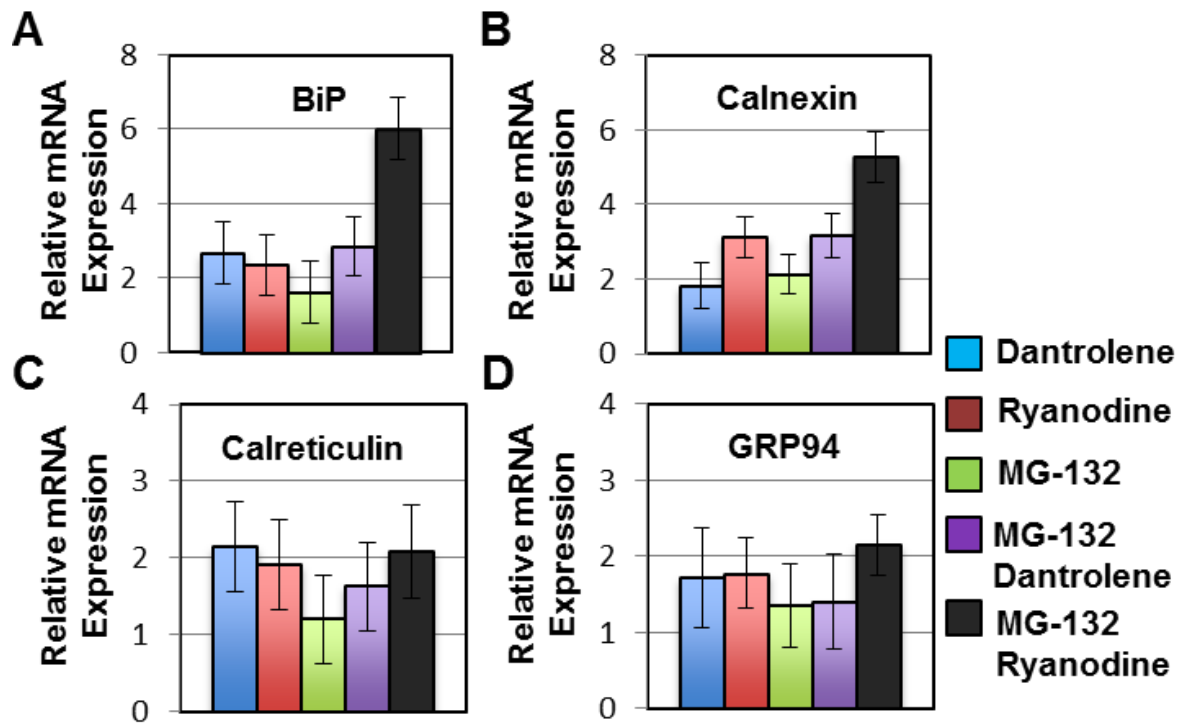 A
Relative mRNA
Expression
8
6
4
2
0
BiP
B
Relative mRNA
Expression
8
6
4
2
0
Calnexin
C
Relative mRNA
Expression
4
3
2
1
0
Calreticulin
D
Relative mRNA
Expression
4
3
2
1
0
GRP94
Dantrolene
Ryanodine
MG-132
MG-132
Dantrolene
MG-132
Ryanodine